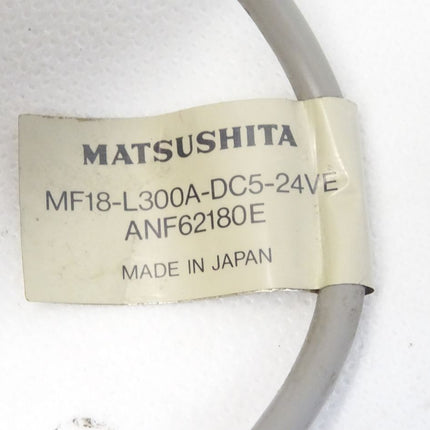 MATSUSHITA
MF18-L300A-DC5-24VE
ANF62180E
MADE IN JAPAN